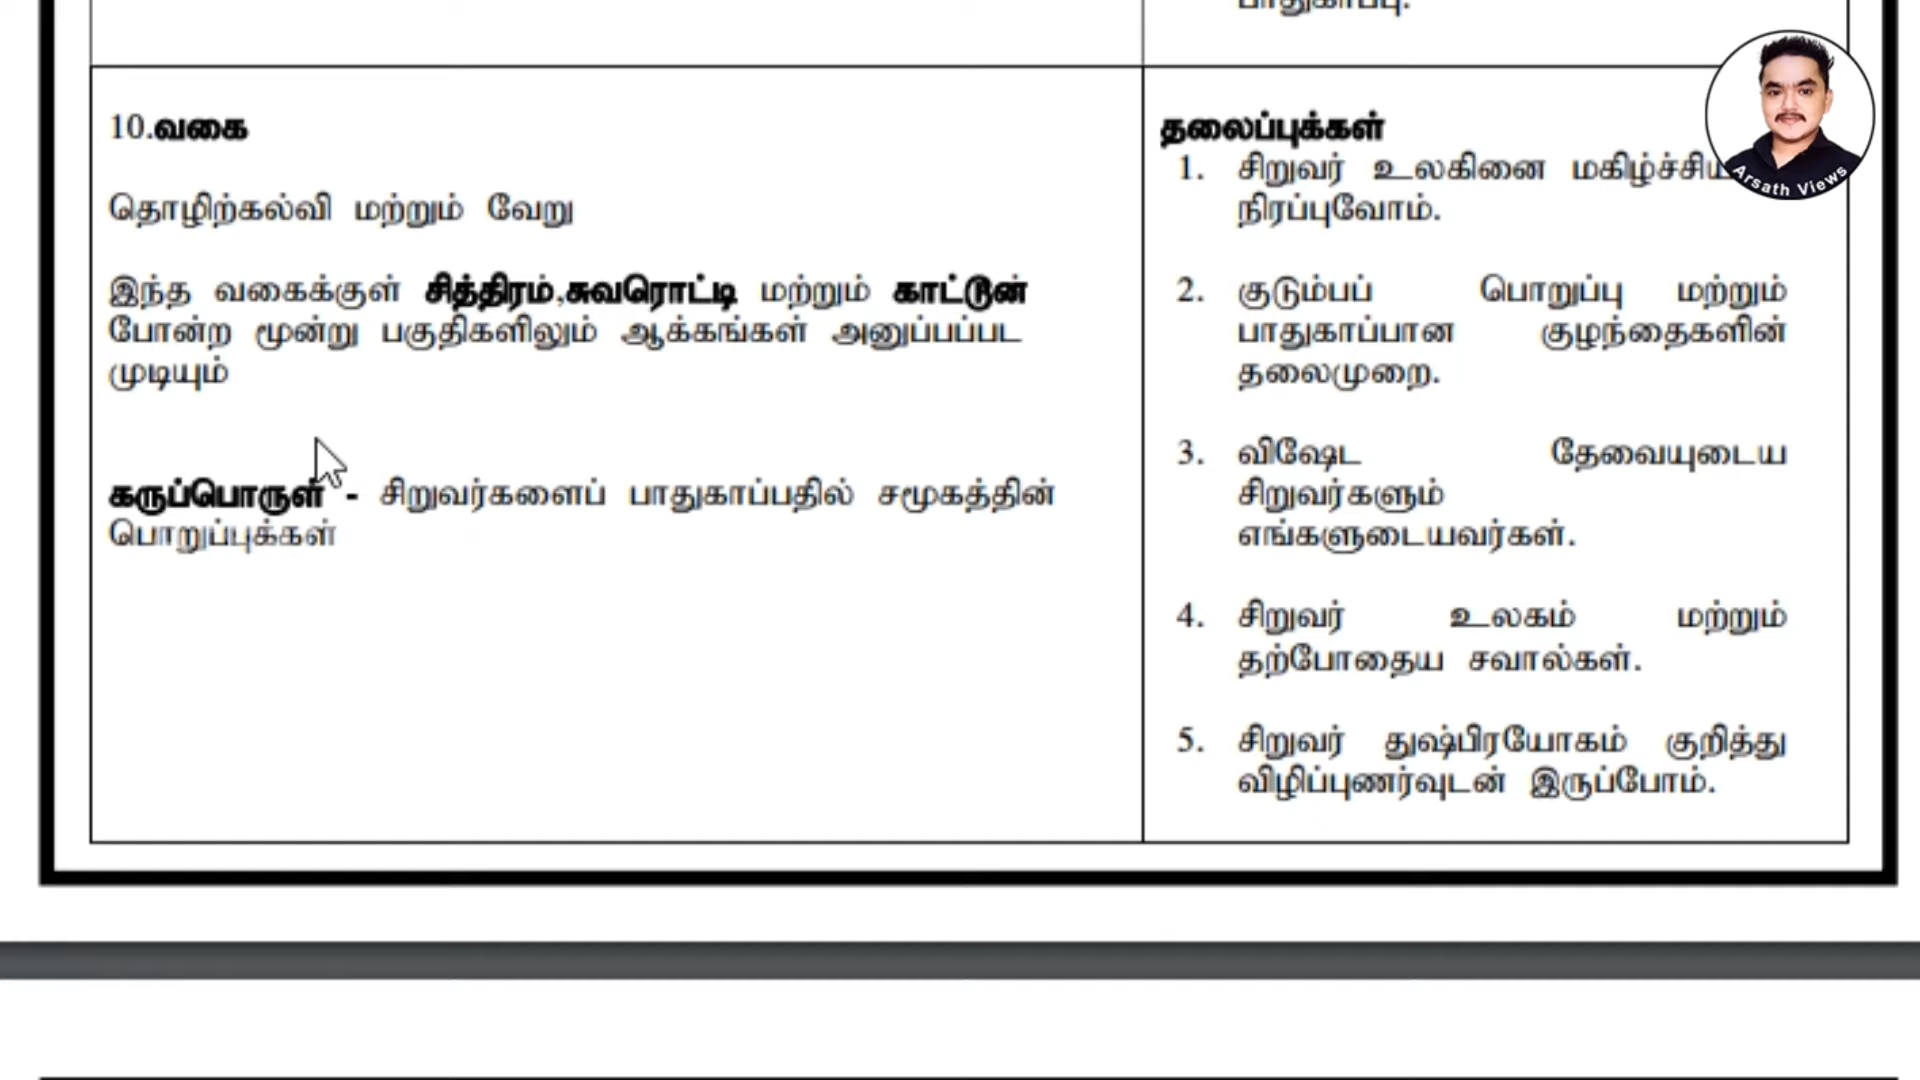 பாதுகாப்பு.
10.வகை
தொழிற்கல்வி மற்றும் வேறு
இந்த வகைக்குள் சித்திரம்,சுவரொட்டி மற்றும் காட்டூன்
போன்ற மூன்று பகுதிகளிலும் ஆக்கங்கள் அனுப்பப்பட
முடியும்
கருப்பொருள் - சிறுவர்களைப் பாதுகாப்பதில் சமூகத்தின்
பொறுப்புக்கள்
தலைப்புக்கள்
1. சிறுவர் உலகினை
நிரப்புவோம்.
2. குடும்பப் பொறுப்பு மற்றும்
பாதுகாப்பான குழந்தைகளின்
தலைமுறை.
3. விஷேட தேவையுடைய
சிறுவர்களும்
எங்களுடையவர்கள்.
4. சிறுவர் உலகம் மற்றும்
தற்போதைய சவால்கள்.
5. சிறுவர் துஷ்பிரயோகம் குறித்து
விழிப்புணர்வுடன் இருப்போம்.
Arsath Views